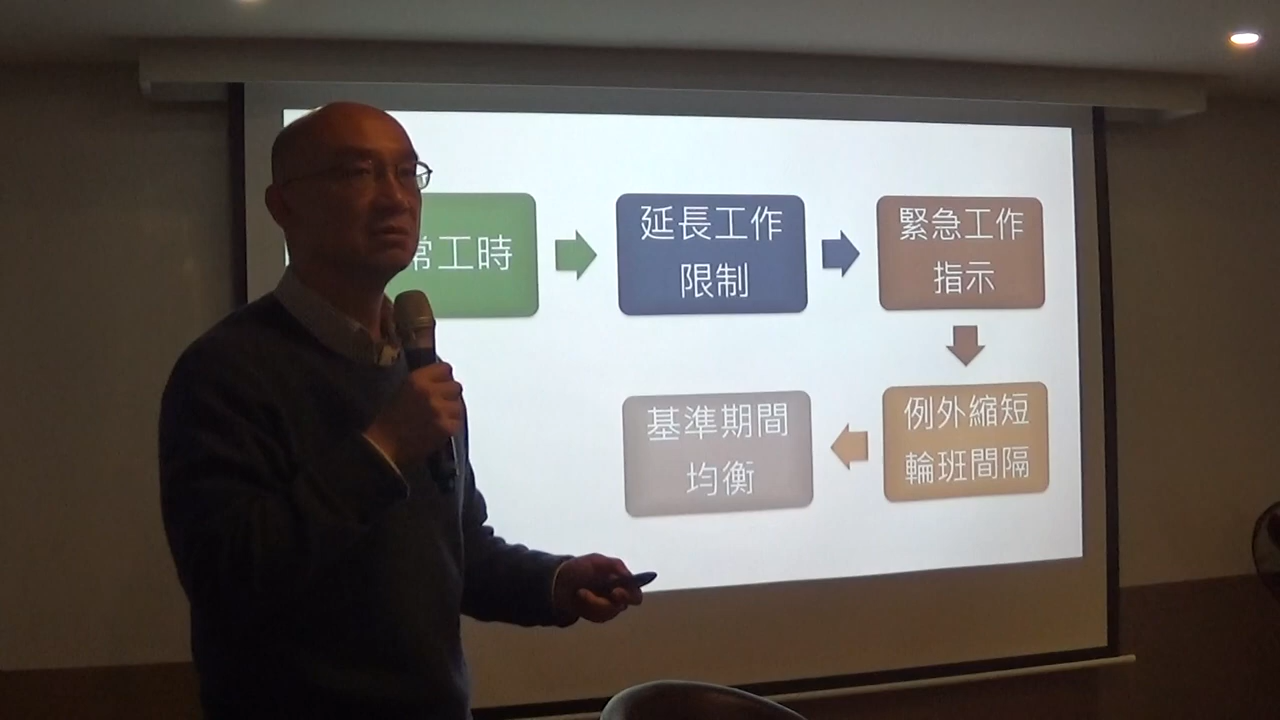 常工時
延長工作
限制
緊急工作
指示
例外縮短
輪班間隔
基準期間
均衡